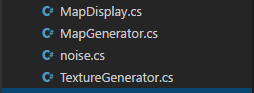 C# MapDisplay.cs
C# MapGenerator.cs
C# noise.cs
C# TextureGenerator.cs